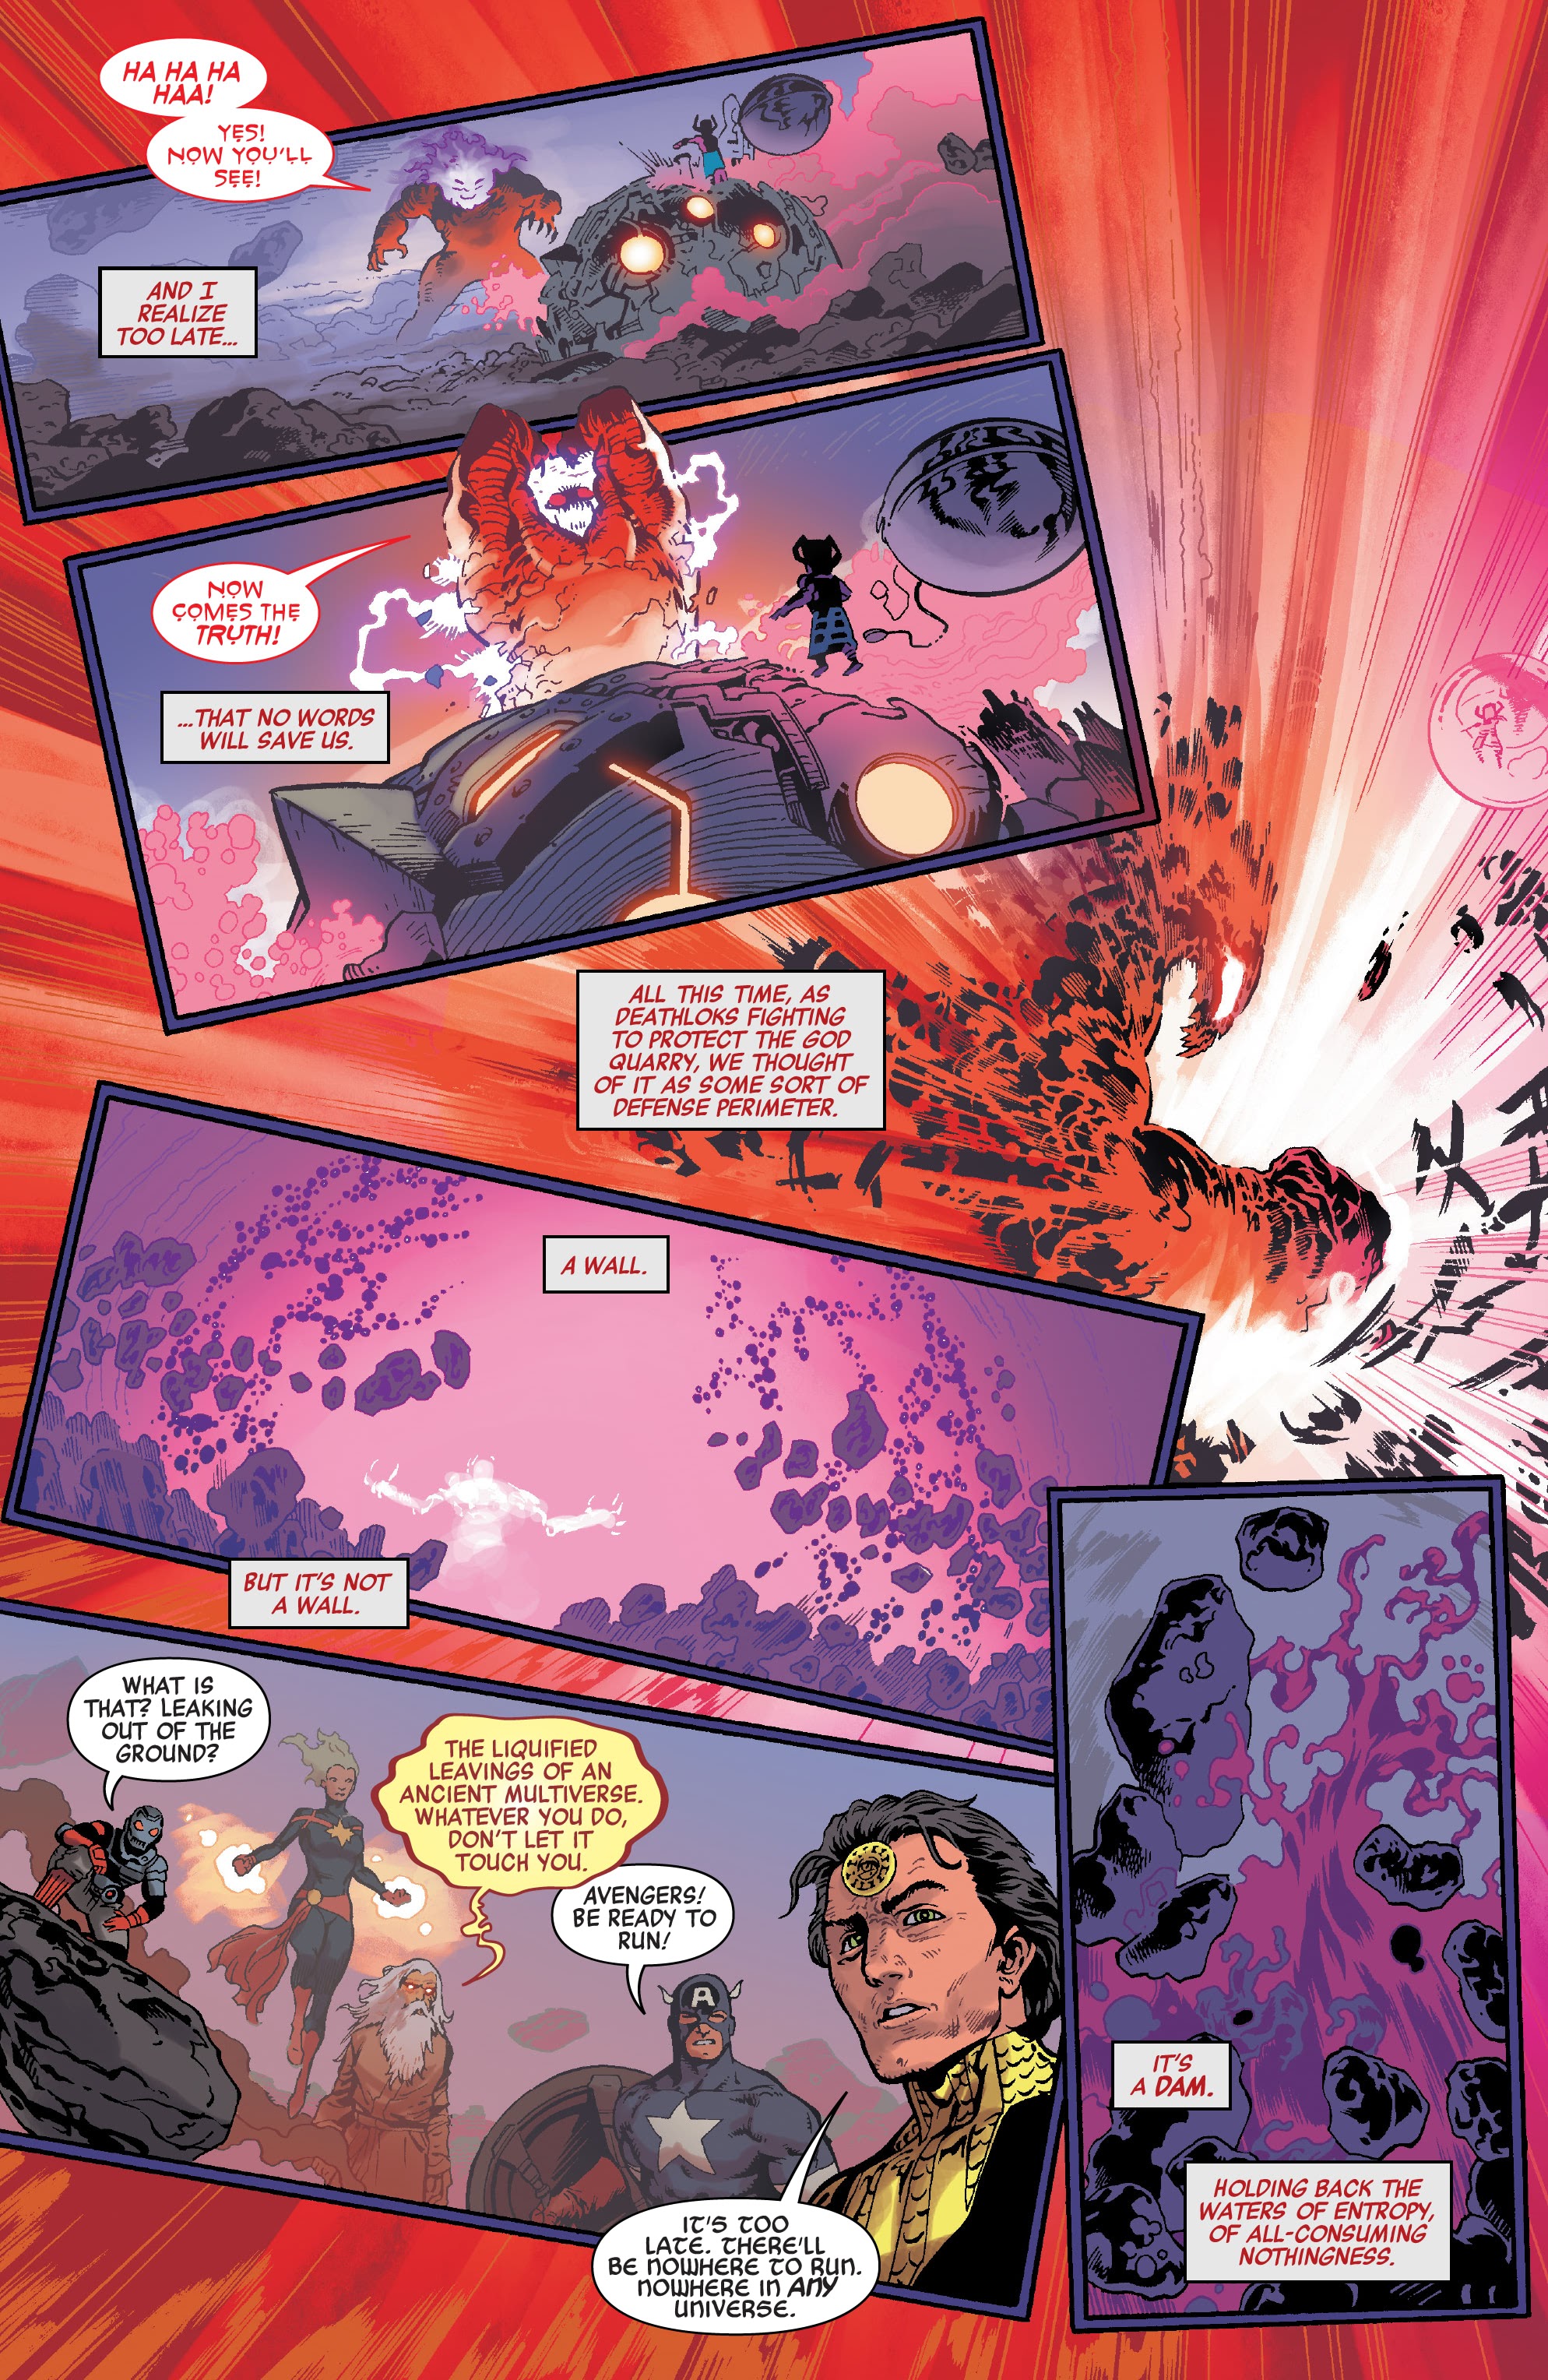 HA HA HA
HAA!
YES!
NOW YOU'LL
SEE!
AND I
REALIZE
TOO LATE...
NOW
COMES THE
TRUTH!
...THAT NO WORDS
WILL SAVE US.
ALL THIS TIME, AS
DEATHLOKS FIGHTING
TO PROTECT THE GOD
QUARRY, WE THOUGHT
OF IT AS SOME SORT OF
DEFENSE PERIMETER.
A WALL.
BUT IT'S NOT
A WALL.
WHAT IS
THAT? LEAKING
OUT OF THE
GROUND?
THE LIQUIFIED
LEAVINGS OF AN
ANCIENT MULTIVERSE.
WHATEVER YOU DO,
DON'T LET IT
TOUCH YOU.
AVENGERS!
BE READY TO
RUN!
A
IT'S TOO
LATE. THERE'LL
BE NOWHERE TO RUN.
NOWHERE IN ANY
UNIVERSE.
IT'S
A DAM.
HOLDING BACK THE
WATERS OF ENTROPY,
OF ALL-CONSUMING
NOTHINGNESS.